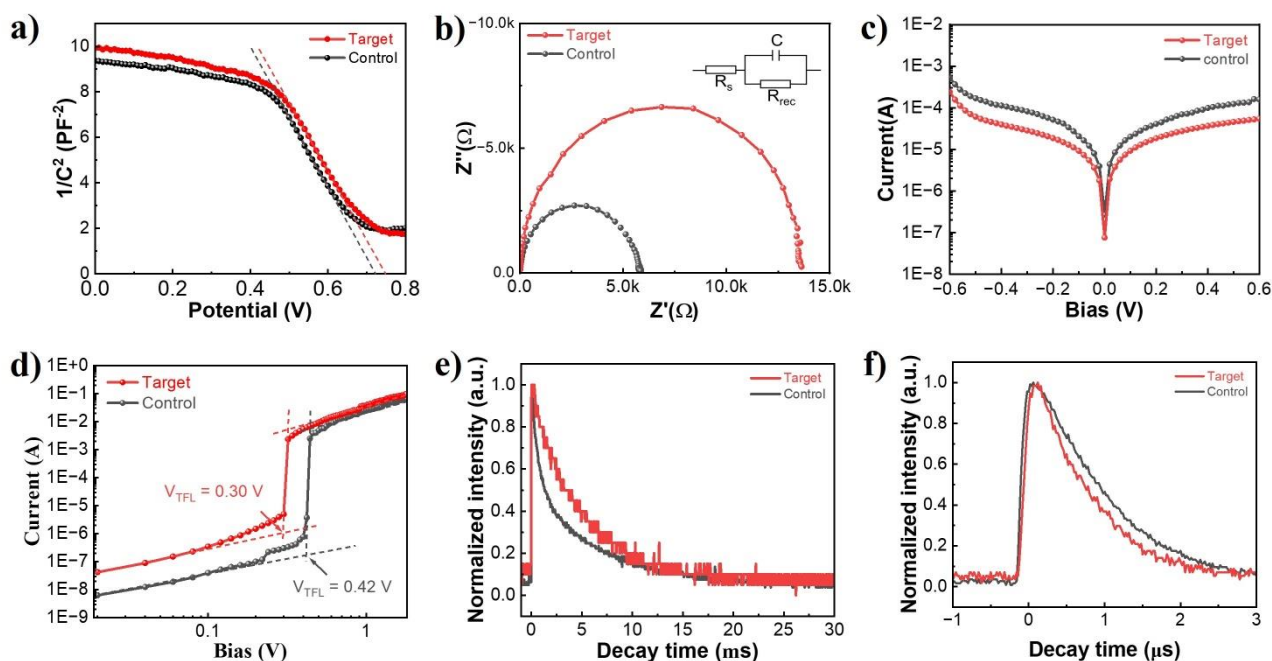 a)
10
8
6
4
2
0
0.0 0.2 0.4 0.6 0.8
1/C² (PF⁻²)
Potential (V)
Target
Control
b)
−10.0k
−5.0k
0.0
0 5.0k 10.0k 15.0k
Z''(Ω)
Z'(Ω)
Target
Control
C
Rs
Rrec
c)
1E−2
1E−3
1E−4
1E−5
1E−6
1E−7
1E−8
−0.6 −0.4 −0.2 0.0 0.2 0.4 0.6
Current(A)
Bias (V)
Target
control
d)
1E+0
1E−1
1E−2
1E−3
1E−4
1E−5
1E−6
1E−7
1E−8
1E−9
0.1 1
Current (A)
Bias (V)
Target
Control
VTFL = 0.30 V
VTFL = 0.42 V
e)
1.0
0.8
0.6
0.4
0.2
0.0
0 5 10 15 20 25 30
Normalized intensity (a.u.)
Decay time (ms)
Target
Control
f)
1.0
0.8
0.6
0.4
0.2
0.0
−1 0 1 2 3
Normalized intensity (a.u.)
Decay time (μs)
Target
Control